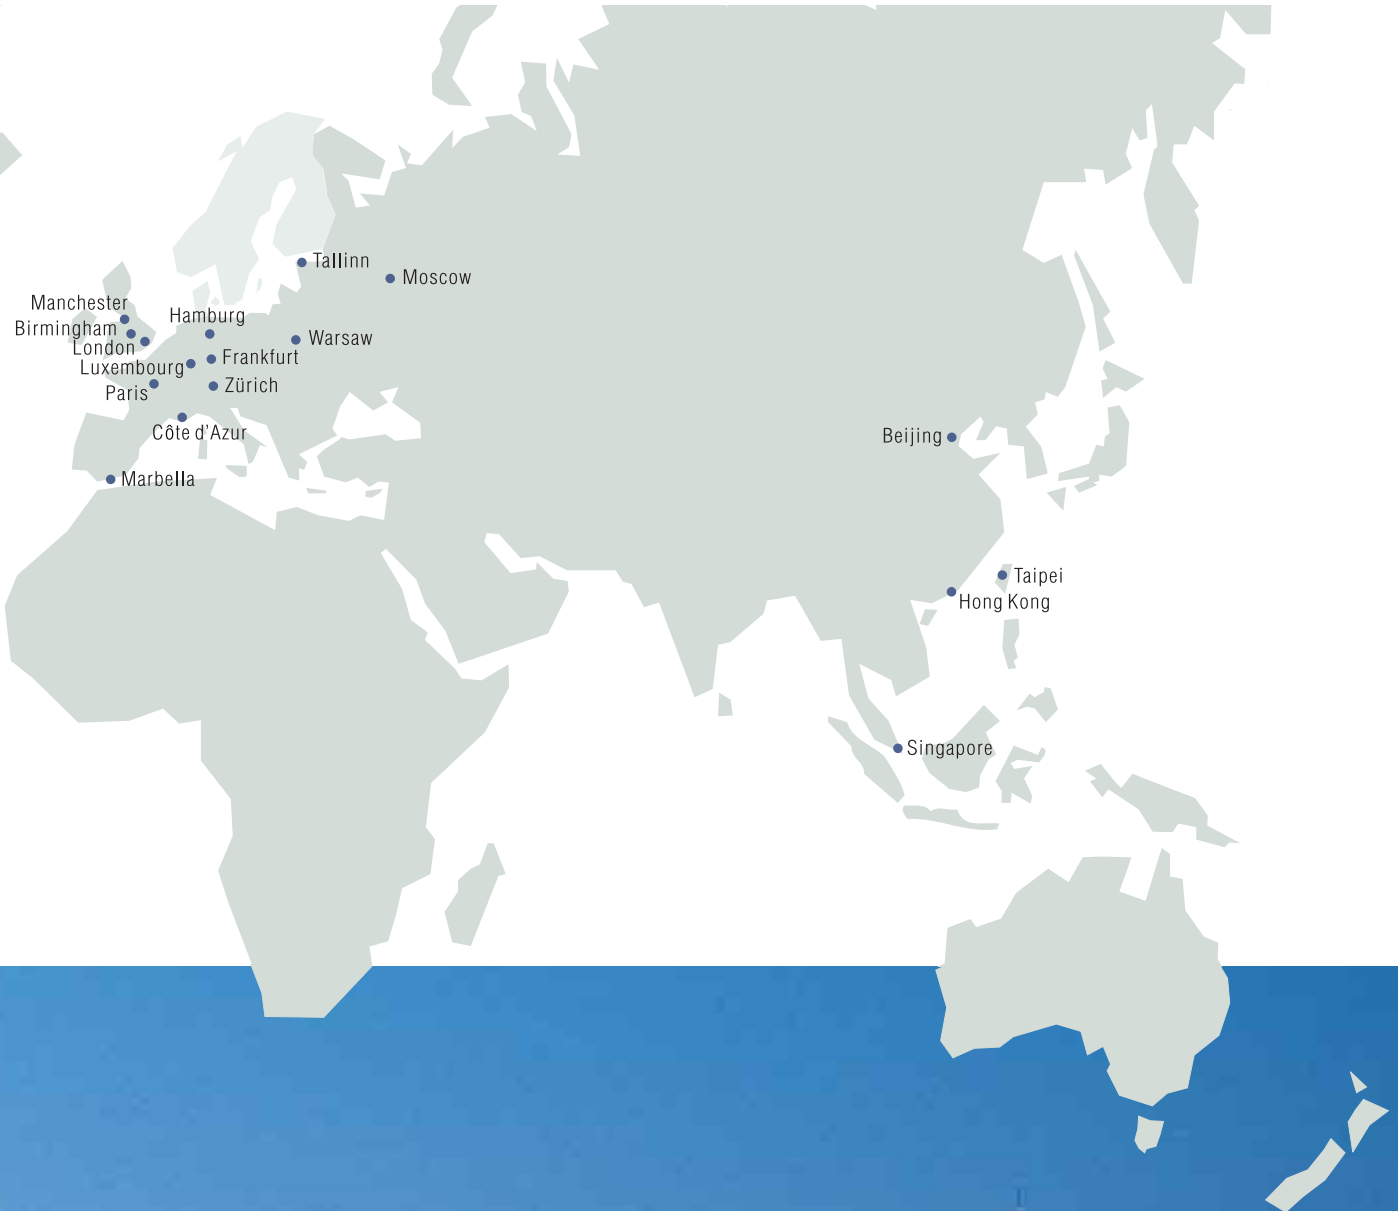 Tallinn
Moscow
Manchester
Hamburg
Birmingham
Warsaw
London
Frankfurt
Luxembourg
Zürich
Paris
Côte d'Azur
Beijing
Marbella
Taipei
Hong Kong
Singapore